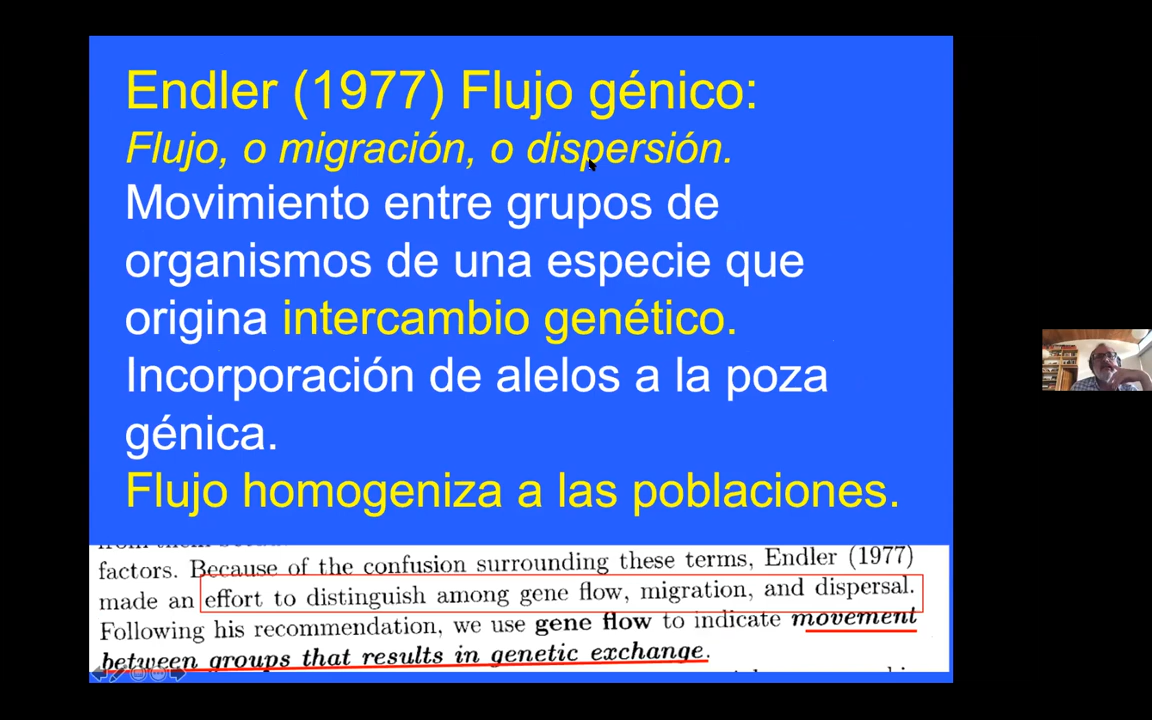 Endler (1977) Flujo génico:
Flujo, o migración, o dispersión.
Movimiento entre grupos de
organismos de una especie que
origina intercambio genético.
Incorporación de alelos a la poza
génica.
Flujo homogeniza a las poblaciones.
factors. Because of the confusion surrounding these terms, Endler (1977)
made an effort to distinguish among gene flow, migration, and dispersal.
Following his recommendation, we use gene flow to indicate movement
between groups that results in genetic exchange.